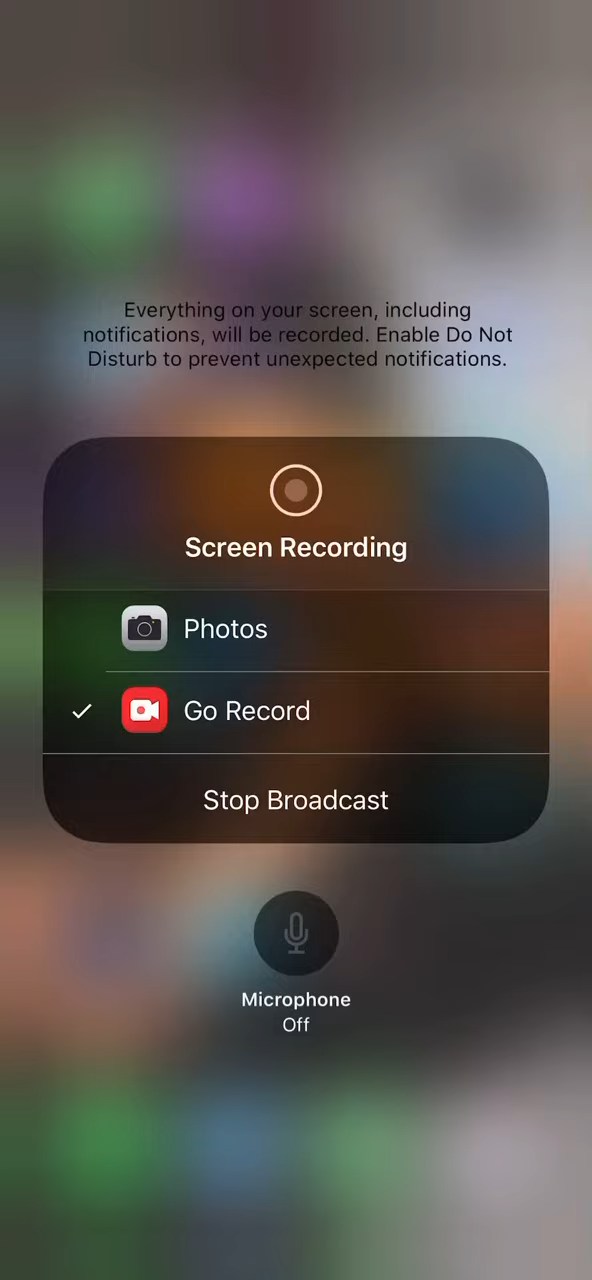 Everything on your screen, including
notifications, will be recorded. Enable Do Not
Disturb to prevent unexpected notifications.
Screen Recording
Photos
Go Record
Stop Broadcast
Microphone
Off